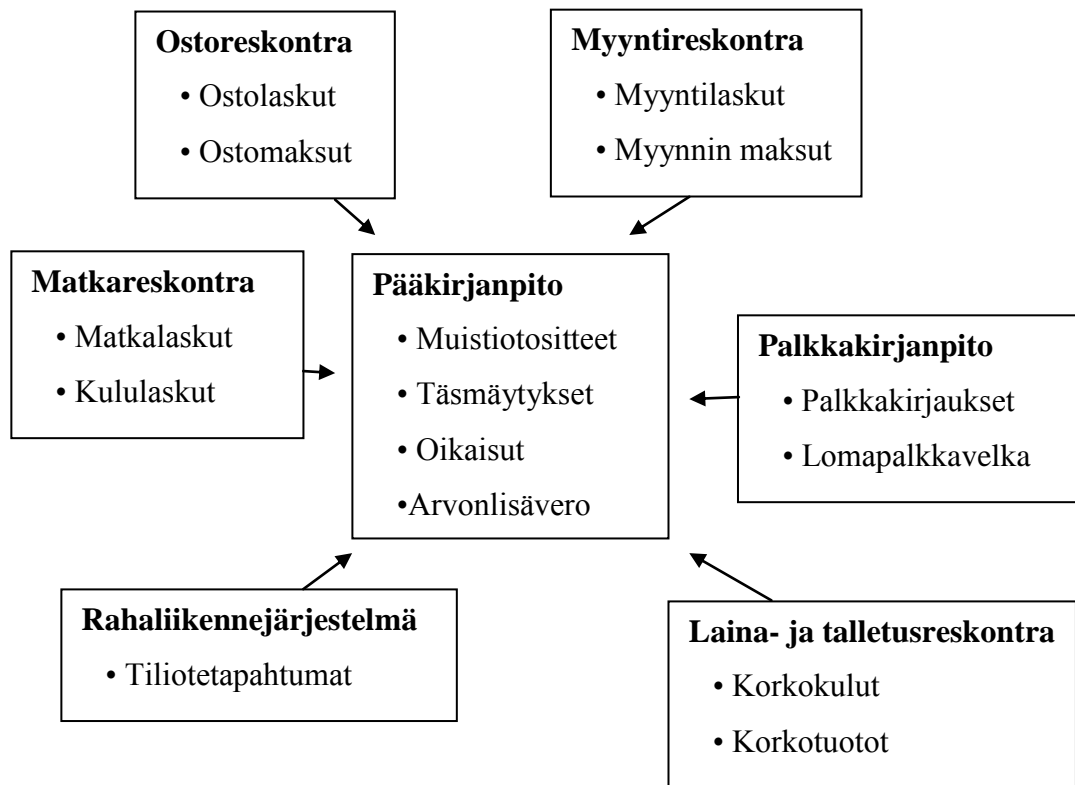 Ostoreskontra
• Ostolaskut
• Ostomaksut
Myyntireskontra
• Myyntilaskut
• Myynnin maksut
Matkareskontra
• Matkalaskut
• Kululaskut
Pääkirjanpito
• Muistiotositteet
• Täsmäytykset
• Oikaisut
•Arvonlisävero
Palkkakirjanpito
• Palkkakirjaukset
• Lomapalkkavelka
Rahaliikennejärjestelmä
• Tiliotetapahtumat
Laina- ja talletusreskontra
• Korkokulut
• Korkotuotot